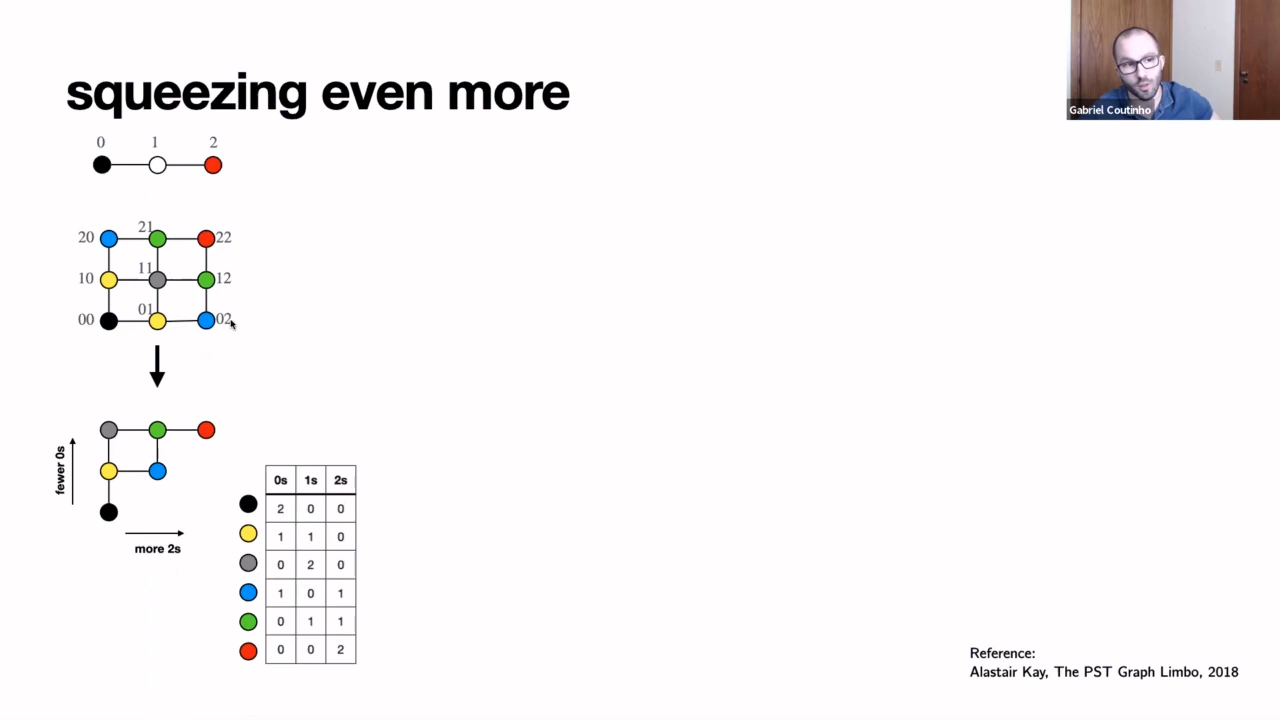 squeezing even more
Gabriel Coutinho
0 1 2
21
20 22
11
10 12
01
00 02
fewer 0s
more 2s
0s 1s 2s
2 0 0
1 1 0
0 2 0
1 0 1
0 1 1
0 0 2
Reference:
Alastair Kay, The PST Graph Limbo, 2018